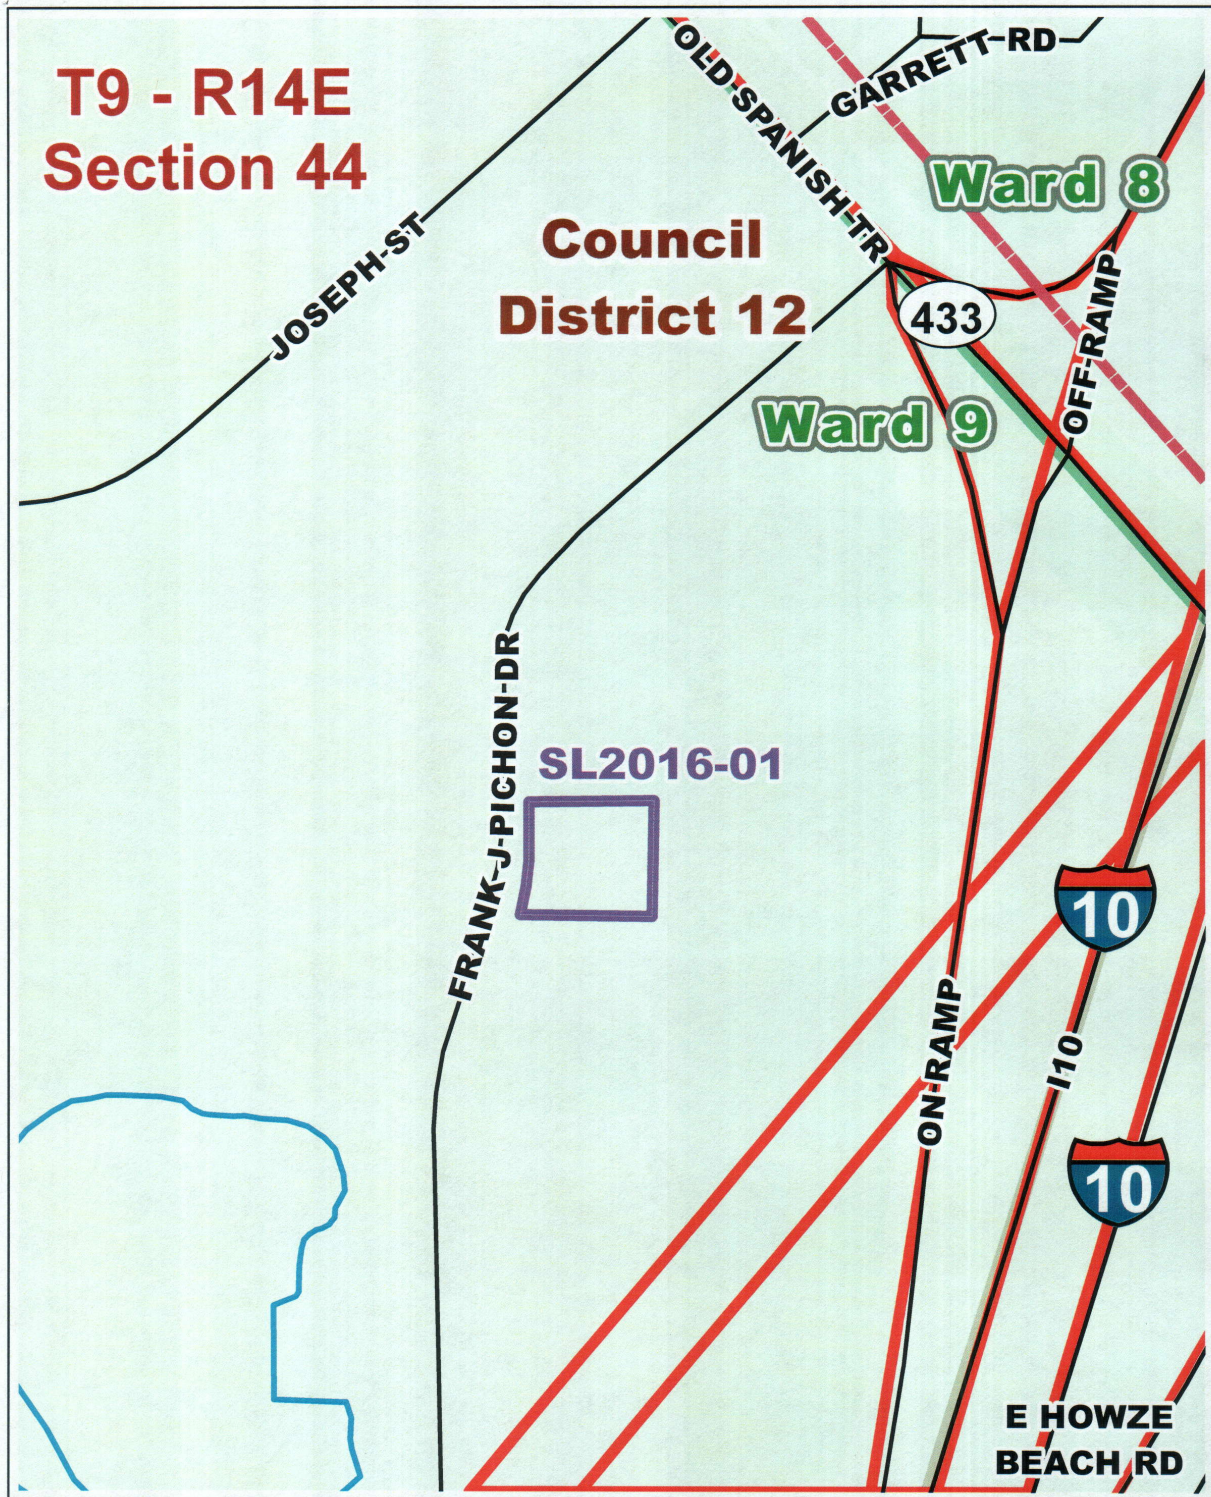 T9 - R14E
Section 44
OLD-SPANISH-TR
GARRETT-RD
Ward 8
JOSEPH-ST
Council
District 12
433
OFF-RAMP
Ward 9
FRANK-J-PICHON-DR
SL2016-01
10
ON-RAMP
I10
10
E HOWZE
BEACH RD